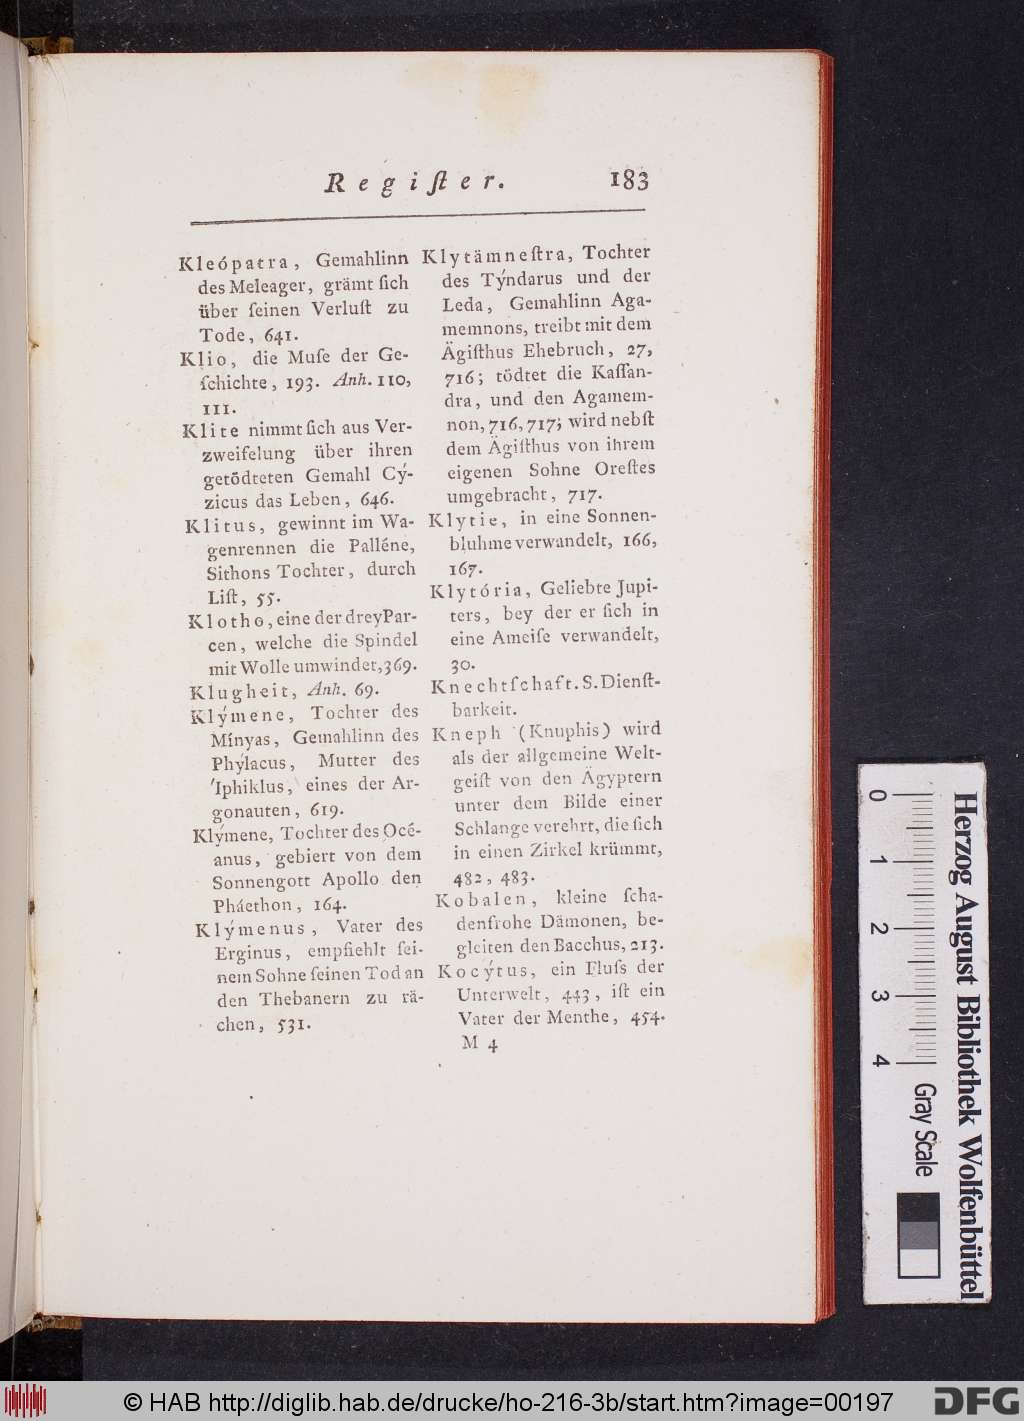 Regiſter. 183
Kleópatra, Gemahlinn
des Meleager, grämt ſich
über ſeinen Verluſt zu
Tode, 641.
Klio, die Muſe der Ge-
ſchichte, 193. Anh. 110,
111.
Klite nimmt ſich aus Ver-
zweifelung über ihren
getödteten Gemahl Cý-
zicus das Leben, 646.
Klitus, gewinnt im Wa-
genrennen die Palléne,
Sithons Tochter, durch
Liſt, 55.
Klotho, eine der drey Par-
cen, welche die Spindel
mit Wolle umwindet, 369.
Klugheit, Anh. 69.
Klýmene, Tochter des
Mínyas, Gemahlinn des
Phýlacus, Mutter des
'Iphiklus, eines der Ar-
gonauten, 619.
Klýmene, Tochter des Océ-
anus, gebiert von dem
Sonnengott Apollo den
Pháethon, 164.
Klýmenus, Vater des
Erginus, empfiehlt ſei-
nem Sohne ſeinen Tod an
den Thebanern zu rä-
chen, 531.
Klytämneſtra, Tochter
des Týndarus und der
Leda, Gemahlinn Aga-
memnons, treibt mit dem
Ägiſthus Ehebruch, 27,
716; tödtet die Kaſſan-
dra, und den Agamem-
non, 716, 717; wird nebſt
dem Ägiſthus von ihrem
eigenen Sohne Oreſtes
umgebracht, 717.
Klytie, in eine Sonnen-
bluhme verwandelt, 166,
167.
Klytória, Geliebte Jupi-
ters, bey der er ſich in
eine Ameiſe verwandelt,
30.
Knechtſchaft. S. Dienſt-
barkeit.
Kneph (Knuphis) wird
als der allgemeine Welt-
geiſt von den Ägyptern
unter dem Bilde einer
Schlange verehrt, die ſich
in einen Zirkel krümmt,
482, 483.
Kobalen, kleine ſcha-
denfrohe Dämonen, be-
gleiten den Bacchus, 213.
Kocýtus, ein Fluſs der
Unterwelt, 443, iſt ein
Vater der Menthe, 454.
M 4
0 1 2 3 4
Herzog August Bibliothek Wolfenbüttel
Gray Scale
© HAB http://diglib.hab.de/drucke/ho-216-3b/start.htm?image=00197
DFG